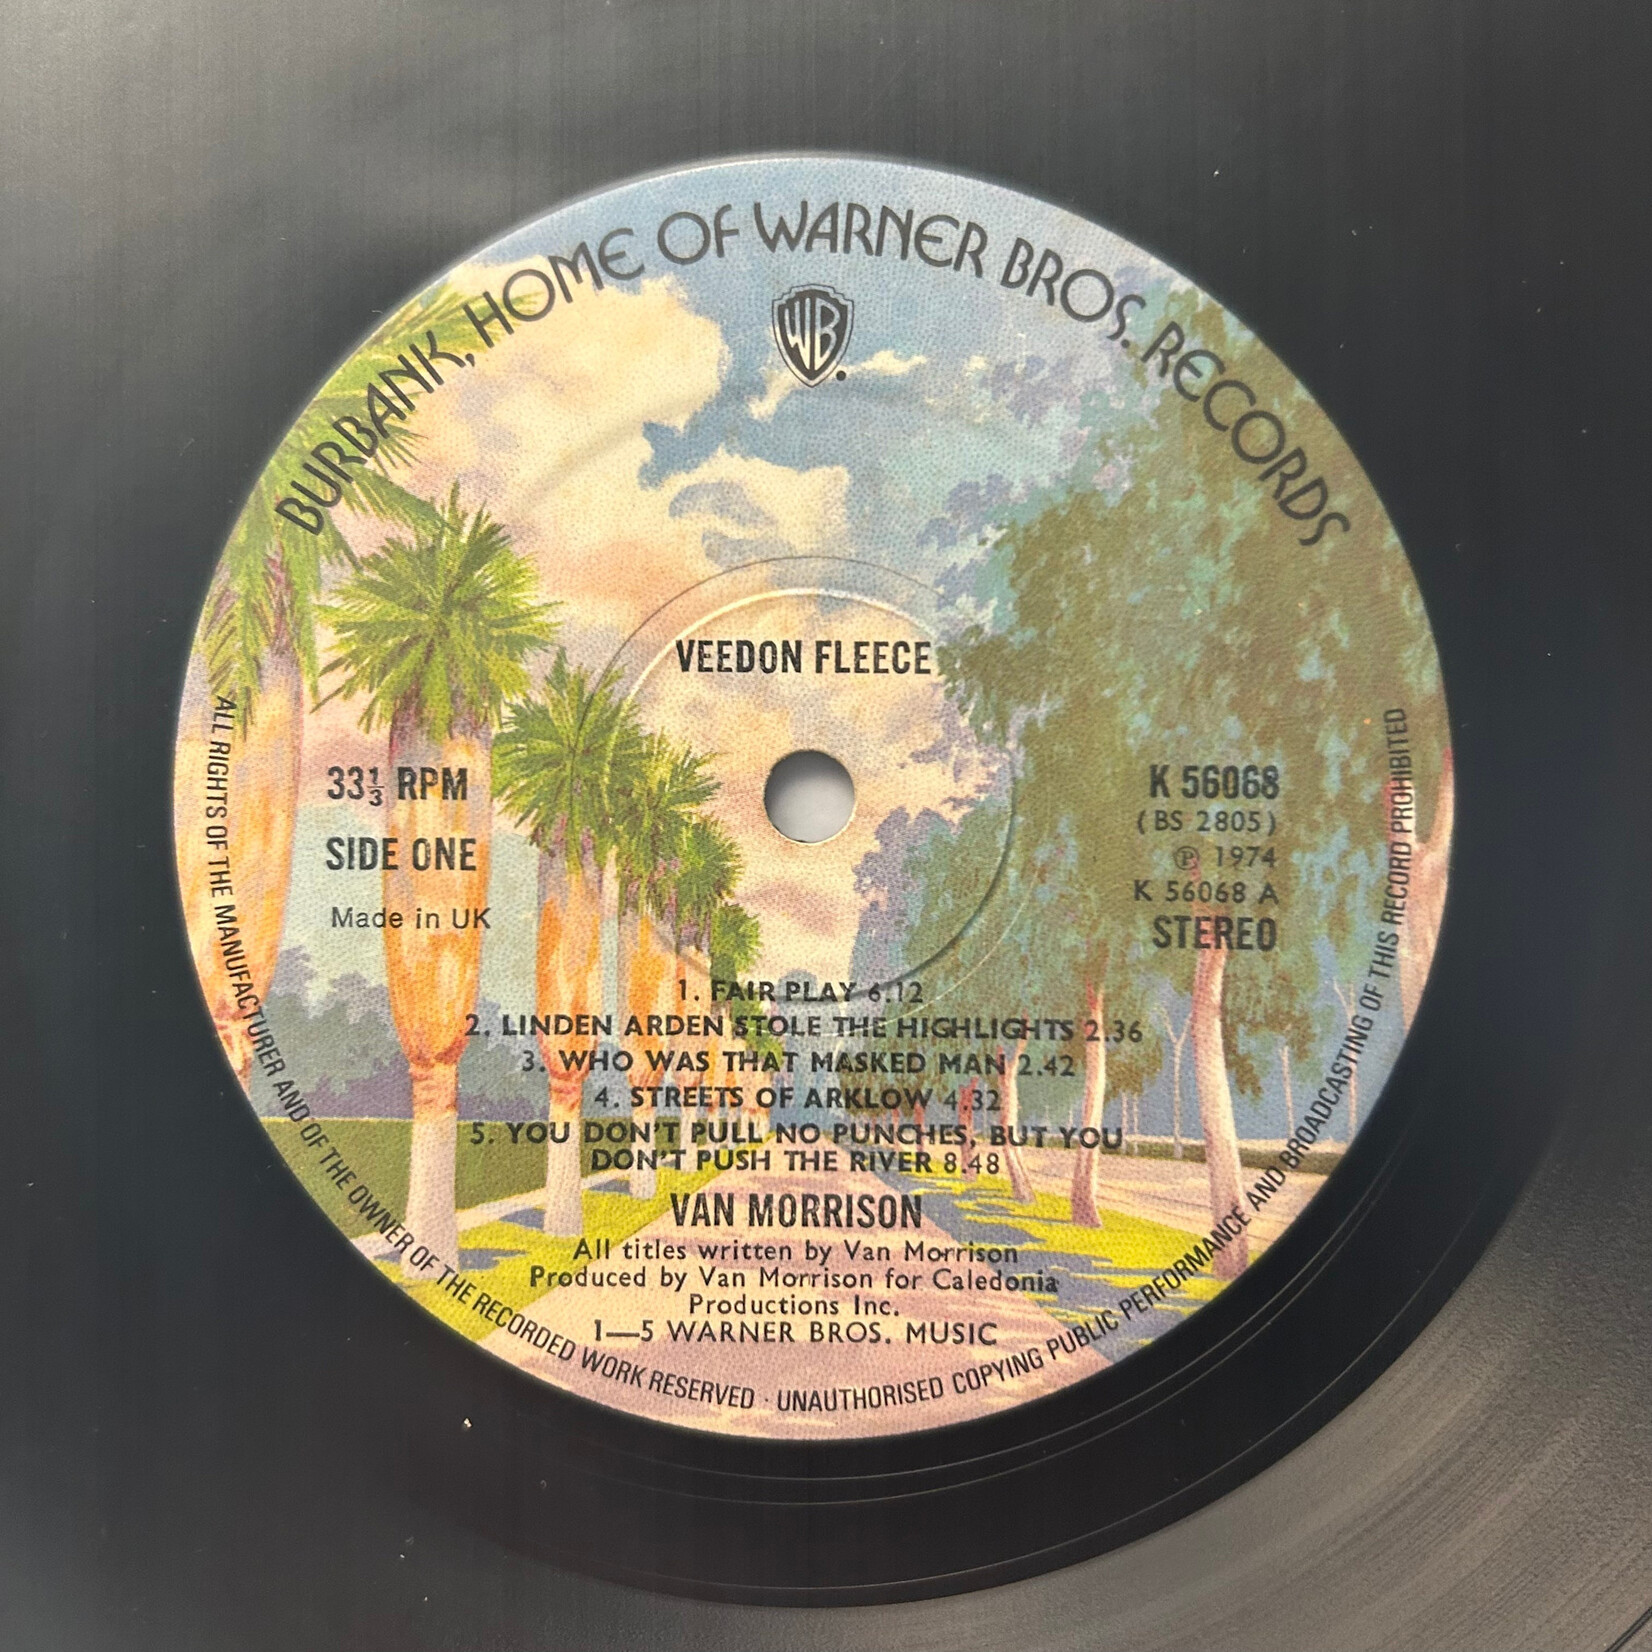 BURBANK, HOME OF WARNER BROS. RECORDS
WB
VEEDON FLEECE
33⅓ RPM
SIDE ONE
Made in UK
K 56068
(BS 2805)
℗ 1974
K 56068 A
STEREO
1. FAIR PLAY 6.12
2. LINDEN ARDEN STOLE THE HIGHLIGHTS 2.36
3. WHO WAS THAT MASKED MAN 2.42
4. STREETS OF ARKLOW 4.32
5. YOU DON'T PULL NO PUNCHES, BUT YOU
DON'T PUSH THE RIVER 8.48
VAN MORRISON
All titles written by Van Morrison
Produced by Van Morrison for Caledonia
Productions Inc.
1—5 WARNER BROS. MUSIC
ALL RIGHTS OF THE MANUFACTURER AND OF THE OWNER OF THE RECORDED WORK RESERVED · UNAUTHORISED COPYING PUBLIC PERFORMANCE AND BROADCASTING OF THIS RECORD PROHIBITED